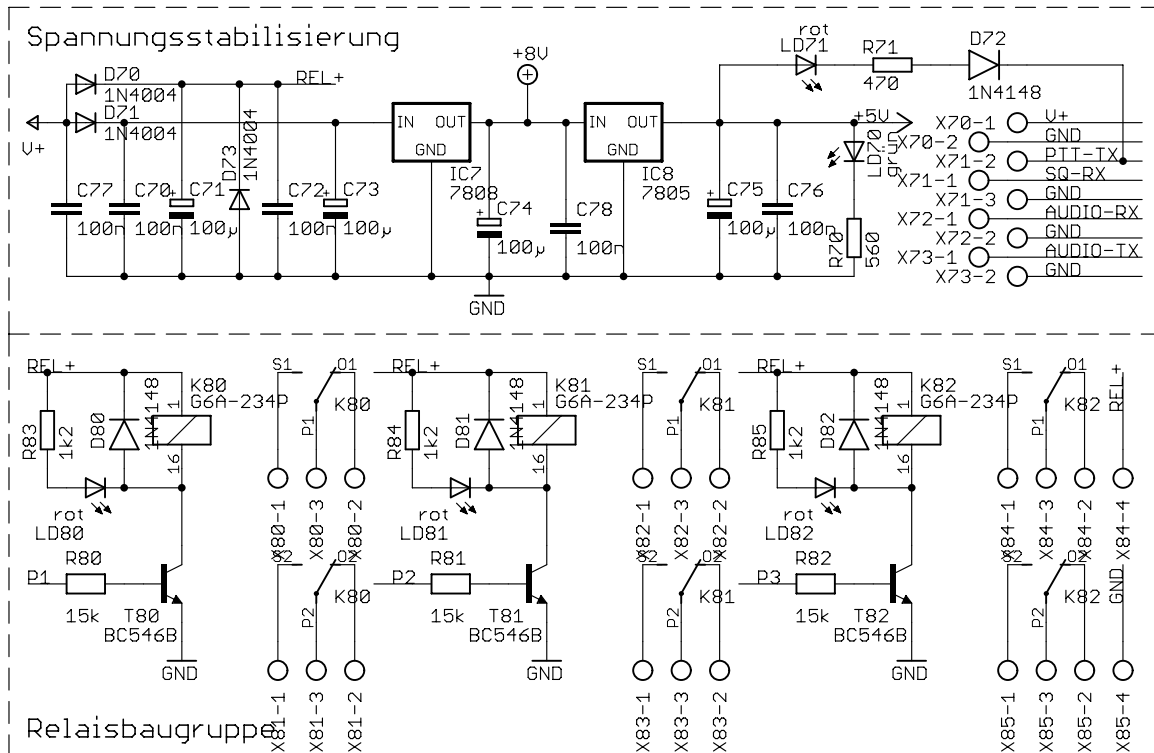 Spannungsstabilisierung
rot
LD71
R71
470
D72
1N4148
D70
1N4004
REL+
D71
1N4004
V+
+8V
IN OUT
GND
IC7
7808
IN OUT
GND
IC8
7805
+5V
LD70
grün
D73
1N4004
C77
100n
C70
100n
C71
100µ
C72
100n
C73
100µ
C74
100µ
C78
100n
C75
100µ
C76
100n
R70
560
GND
X70-1 V+
X70-2 GND
X71-2 PTT-TX
X71-1 SQ-RX
X71-3 GND
X72-1 AUDIO-RX
X72-2 GND
X73-1 AUDIO-TX
X73-2 GND
REL+
R83
1k2
D80
1N4148
K80
G6A-234P
1
16
rot
LD80
P1
R80
15k
T80
BC546B
GND
S1 O1
P1
K80
X80-1
X80-3
X80-2
S2 O2
P2
K80
X81-1
X81-3
X81-2
REL+
R84
1k2
D81
1N4148
K81
G6A-234P
1
16
rot
LD81
P2
R81
15k
T81
BC546B
GND
S1 O1
P1
K81
X82-1
X82-3
X82-2
S2 O2
P2
K81
X83-1
X83-3
X83-2
REL+
R85
1k2
D82
1N4148
K82
G6A-234P
1
16
rot
LD82
P3
R82
15k
T82
BC546B
GND
S1 O1
P1
K82
REL+
X84-1
X84-3
X84-2
X84-4
S2 O2
P2
K82
GND
X85-1
X85-3
X85-2
X85-4
Relaisbaugruppe